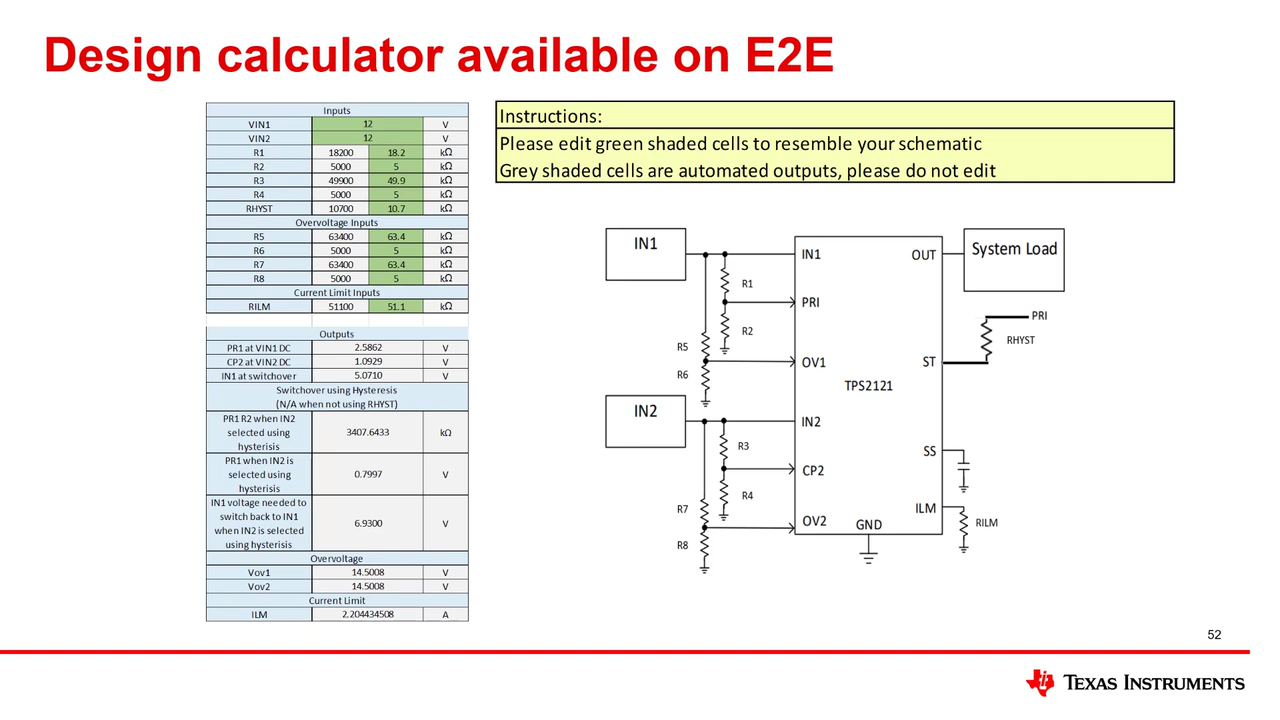 Design calculator available on E2E
Inputs
VIN1 12 V
VIN2 12 V
R1 18200 18.2 kΩ
R2 5000 5 kΩ
R3 49900 49.9 kΩ
R4 5000 5 kΩ
RHYST 10700 10.7 kΩ
Overvoltage Inputs
R5 63400 63.4 kΩ
R6 5000 5 kΩ
R7 63400 63.4 kΩ
R8 5000 5 kΩ
Current Limit Inputs
RILM 51100 51.1 kΩ
Outputs
PR1 at VIN1 DC 2.5862 V
CP2 at VIN2 DC 1.0929 V
IN1 at switchover 5.0710 V
Switchover using Hysteresis
(N/A when not using RHYST)
PR1 R2 when IN2
selected using
hysterisis
3407.6433 kΩ
PR1 when IN2 is
selected using
hysterisis
0.7997 V
IN1 voltage needed to
switch back to IN1
when IN2 is selected
using hysterisis
6.9300 V
Overvoltage
Vov1 14.5008 V
Vov2 14.5008 V
Current Limit
ILM 2.204434508 A
Instructions:
Please edit green shaded cells to resemble your schematic
Grey shaded cells are automated outputs, please do not edit
IN1
IN1
OUT
System Load
R1
PRI
PRI
R2
RHYST
R5
OV1
ST
R6
TPS2121
IN2
IN2
R3
SS
CP2
R4
R7
ILM
OV2
GND
RILM
R8
52
TEXAS INSTRUMENTS